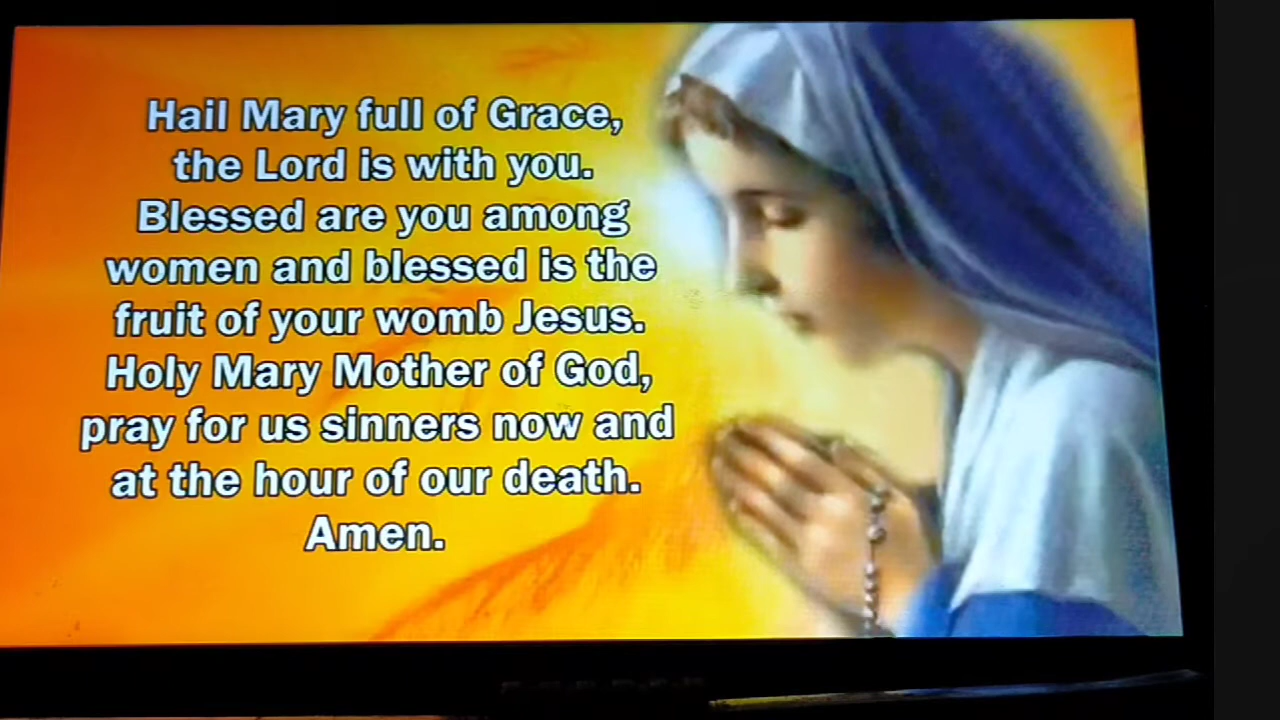 Hail Mary full of Grace,
the Lord is with you.
Blessed are you among
women and blessed is the
fruit of your womb Jesus.
Holy Mary Mother of God,
pray for us sinners now and
at the hour of our death.
Amen.